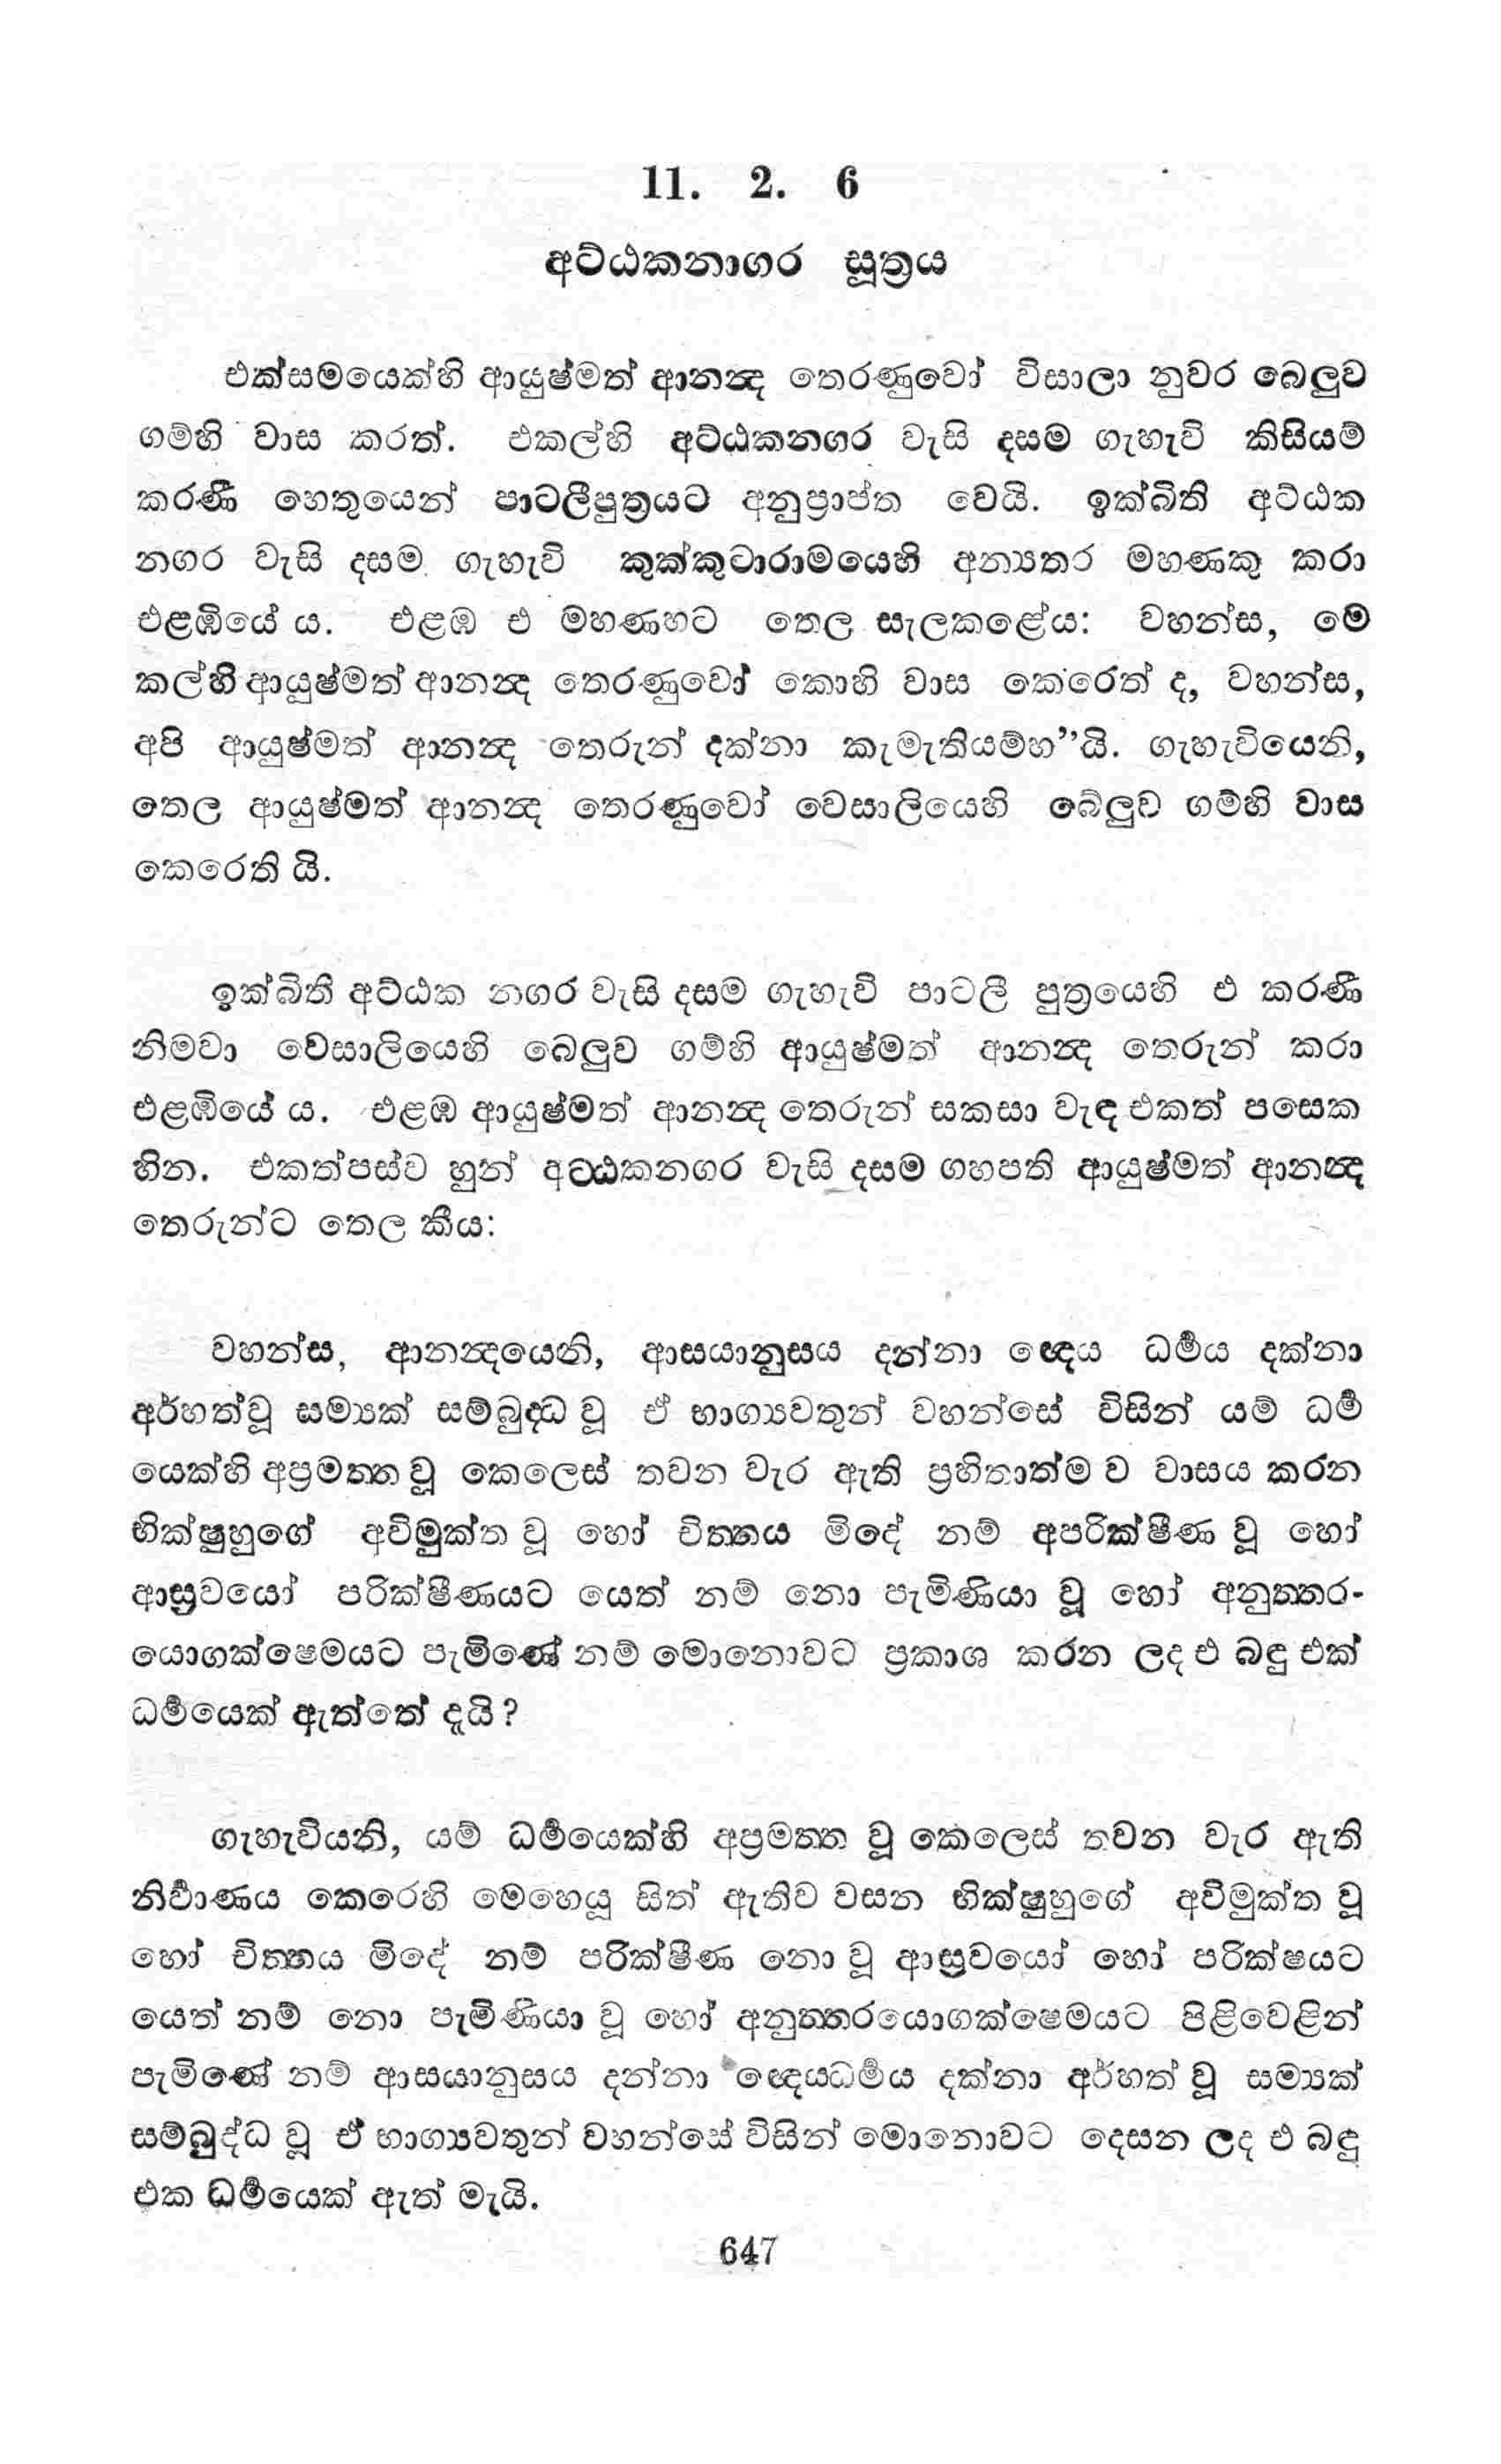 11. 2. 6
අට්ඨකනාගර සූත්‍රය
එක්සමයෙක්හි ආයුෂ්මත් ආනන්‍ද තෙරණුවෝ විසාලා නුවර බෙලුව
ගම්හි වාස කරත්. එකල්හි අට්ඨකනගර වැසි දසම ගැහැවි කිසියම්
කරණී හෙතුයෙන් පාටලීපුත්‍රයට අනුප්‍රාප්ත වෙයි. ඉක්බිති අට්ඨක
නගර වැසි දසම ගැහැවි කුක්කුටාරාමයෙහි අන්‍යතර මහණකු කරා
එළඹියේ ය. එළඹ එ මහණහට තෙල සැලකළේය: වහන්ස, මෙ
කල්හි ආයුෂ්මත් ආනන්‍ද තෙරණුවෝ කොහි වාස කෙරෙත් ද, වහන්ස,
අපි ආයුෂ්මත් ආනන්‍ද තෙරුන් දක්නා කැමැතියම්හ”යි. ගැහැවියෙනි,
තෙල ආයුෂ්මත් ආනන්‍ද තෙරණුවෝ වෙසාලියෙහි බේලුව ගම්හි වාස
කෙරෙති යි.
ඉක්බිති අට්ඨක නගර වැසි දසම ගැහැවි පාටලී පුත්‍රයෙහි එ කරණී
නිමවා වෙසාලියෙහි බෙලුව ගම්හි ආයුෂ්මත් ආනන්‍ද තෙරුන් කරා
එළඹියේ ය. එළඹ ආයුෂ්මත් ආනන්‍ද තෙරුන් සකසා වැඳ එකත් පසෙක
හින. එකත්පස්ව හුන් අට්‍ඨකනගර වැසි දසම ගහපති ආයුෂ්මත් ආනන්‍ද
තෙරුන්ට තෙල කීය:
වහන්ස, ආනන්‍දයෙනි, ආසයානුසය දන්නා ඥෙය ධර්‍මය දක්නා
අර්හත්වූ සම්‍යක් සම්බුද්‍ධ වූ ඒ භාග්‍යවතුන් වහන්සේ විසින් යම් ධර්‍ම
යෙක්හි අප්‍රමත්‍ත වූ කෙලෙස් තවන වැර ඇති ප්‍රහිතාත්ම ව වාසය කරන
භික්ෂුහුගේ අවිමුක්ත වූ හෝ චිත්‍තය මිදේ නම් අපරික්ෂීණ වූ හෝ
ආස්‍රවයෝ පරික්ෂීණයට යෙත් නම් නො පැමිණියා වූ හෝ අනුත්‍තර-
යොගක්ෂෙමයට පැමිණේ නම් මොනොවට ප්‍රකාශ කරන ලද එ බඳු එක්
ධර්‍මයෙක් ඇත්තේ දැයි?
ගැහැවියනි, යම් ධර්‍මයෙක්හි අප්‍රමත්‍ත වූ කෙලෙස් තවන වැර ඇති
නිර්‍වාණය කෙරෙහි මෙහෙයූ සිත් ඇතිව වසන භික්ෂුහුගේ අවිමුක්ත වූ
හෝ චිත්‍තය මිදේ නම් පරික්ෂීණ නො වූ ආස්‍රවයෝ හෝ පරික්ෂයට
යෙත් නම් නො පැමිණියා වූ හෝ අනුත්‍තරයොගක්ෂෙමයට පිළිවෙළින්
පැමිණේ නම් ආසයානුසය දන්නා ඥෙයධර්‍මය දක්නා අර්හත් වූ සම්‍යක්
සම්බුද්ධ වූ ඒ භාග්‍යවතුන් වහන්සේ විසින් මොනොවට දෙසන ලද එ බඳු
එක ධර්‍මයෙක් ඇත් මැයි.
647